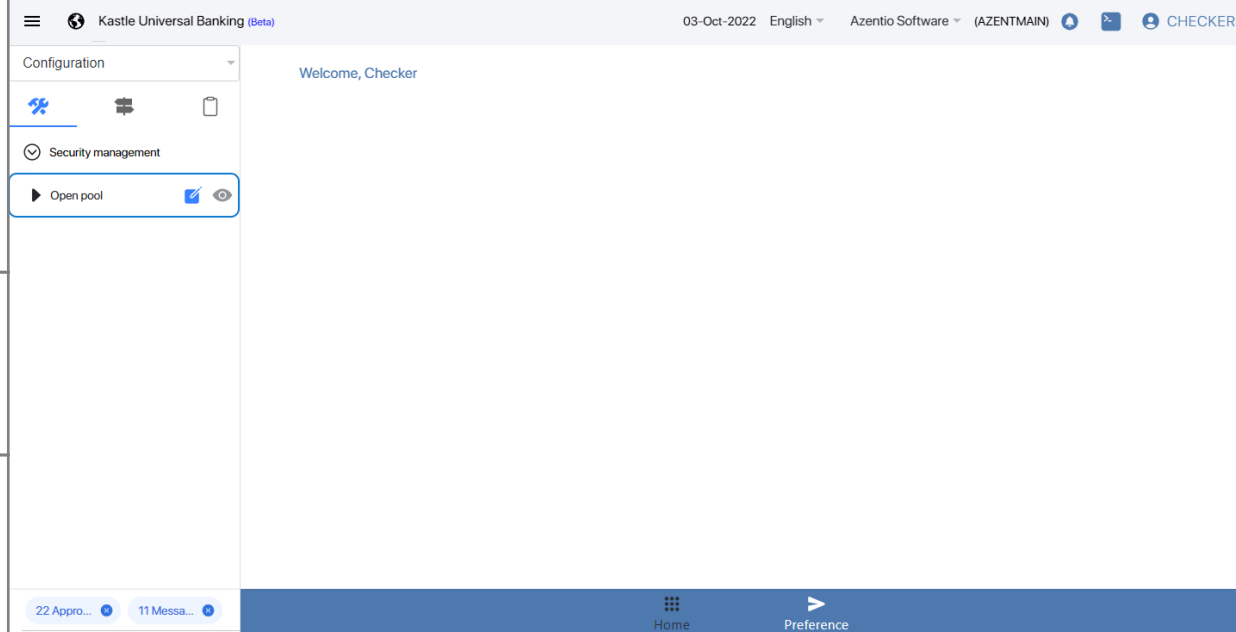 Kastle Universal Banking (Beta)
03-Oct-2022 English Azentio Software (AZENTMAIN) CHECKER
Configuration
Welcome, Checker
Security management
Open pool
22 Appro... 11 Messa...
Home Preference